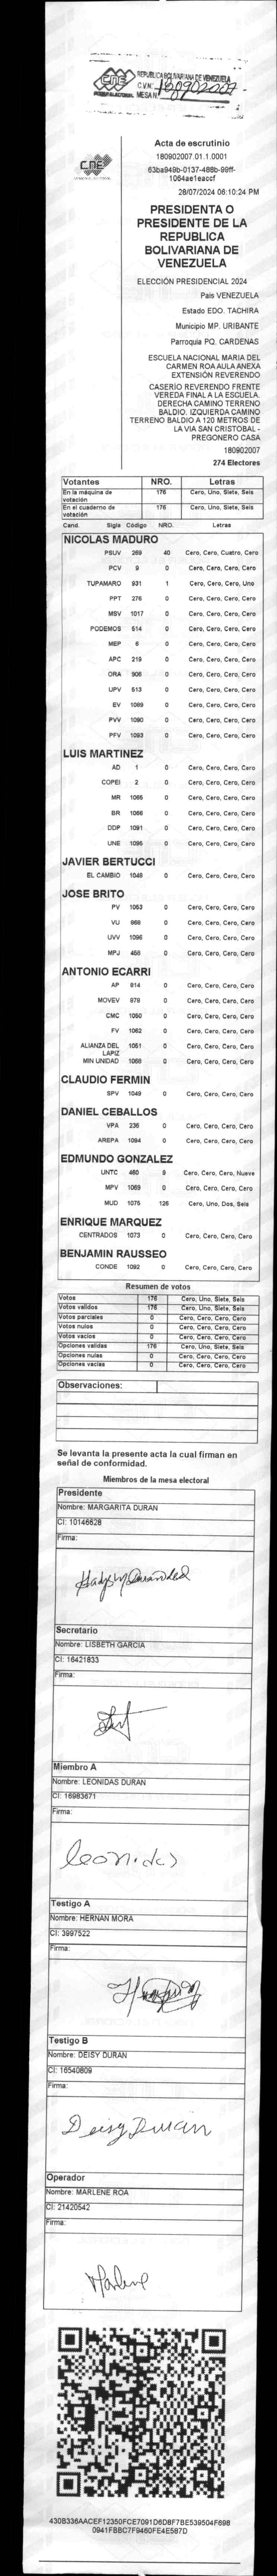 REPUBLICA BOLIVARIANA DE VENEZUELA
CNE
C.V.N°: 180902007
MESA N°
CNE
Acta de escrutinio
180902007.01.1.0001
63ba949b-0137-488b-99ff-
1064ae1eaccf
28/07/2024 06:10:24 PM
PRESIDENTA O
PRESIDENTE DE LA
REPUBLICA
BOLIVARIANA DE
VENEZUELA
ELECCIÓN PRESIDENCIAL 2024
Pais VENEZUELA
Estado EDO. TACHIRA
Municipio MP. URIBANTE
Parroquia PQ. CARDENAS
ESCUELA NACIONAL MARIA DEL
CARMEN ROA AULA ANEXA
EXTENSIÓN REVERENDO
CASERIO REVERENDO FRENTE
VEREDA FINAL A LA ESCUELA.
DERECHA CAMINO TERRENO
BALDIO. IZQUIERDA CAMINO
TERRENO BALDIO A 120 METROS DE
LA VIA SAN CRISTOBAL -
PREGONERO CASA
180902007
274 Electores
Votantes NRO. Letras
En la máquina de votación 176 Cero, Uno, Siete, Seis
En el cuaderno de votación 176 Cero, Uno, Siete, Seis
Cand. Sigla Código NRO. Letras
NICOLAS MADURO
PSUV 269 40 Cero, Cero, Cuatro, Cero
PCV 9 0 Cero, Cero, Cero, Cero
TUPAMARO 931 1 Cero, Cero, Cero, Uno
PPT 276 0 Cero, Cero, Cero, Cero
MSV 1017 0 Cero, Cero, Cero, Cero
PODEMOS 514 0 Cero, Cero, Cero, Cero
MEP 6 0 Cero, Cero, Cero, Cero
APC 219 0 Cero, Cero, Cero, Cero
ORA 906 0 Cero, Cero, Cero, Cero
UPV 513 0 Cero, Cero, Cero, Cero
EV 1089 0 Cero, Cero, Cero, Cero
PVV 1090 0 Cero, Cero, Cero, Cero
PFV 1093 0 Cero, Cero, Cero, Cero
LUIS MARTINEZ
AD 1 0 Cero, Cero, Cero, Cero
COPEI 2 0 Cero, Cero, Cero, Cero
MR 1065 0 Cero, Cero, Cero, Cero
BR 1066 0 Cero, Cero, Cero, Cero
DDP 1091 0 Cero, Cero, Cero, Cero
UNE 1095 0 Cero, Cero, Cero, Cero
JAVIER BERTUCCI
EL CAMBIO 1048 0 Cero, Cero, Cero, Cero
JOSE BRITO
PV 1053 0 Cero, Cero, Cero, Cero
VU 868 0 Cero, Cero, Cero, Cero
UVV 1096 0 Cero, Cero, Cero, Cero
MPJ 458 0 Cero, Cero, Cero, Cero
ANTONIO ECARRI
AP 914 0 Cero, Cero, Cero, Cero
MOVEV 978 0 Cero, Cero, Cero, Cero
CMC 1050 0 Cero, Cero, Cero, Cero
FV 1062 0 Cero, Cero, Cero, Cero
ALIANZA DEL LAPIZ 1051 0 Cero, Cero, Cero, Cero
MIN UNIDAD 1068 0 Cero, Cero, Cero, Cero
CLAUDIO FERMIN
SPV 1049 0 Cero, Cero, Cero, Cero
DANIEL CEBALLOS
VPA 236 0 Cero, Cero, Cero, Cero
AREPA 1094 0 Cero, Cero, Cero, Cero
EDMUNDO GONZALEZ
UNTC 460 9 Cero, Cero, Cero, Nueve
MPV 1069 0 Cero, Cero, Cero, Cero
MUD 1075 126 Cero, Uno, Dos, Seis
ENRIQUE MARQUEZ
CENTRADOS 1073 0 Cero, Cero, Cero, Cero
BENJAMIN RAUSSEO
CONDE 1092 0 Cero, Cero, Cero, Cero
Resumen de votos
Votos 176 Cero, Uno, Siete, Seis
Votos validos 176 Cero, Uno, Siete, Seis
Votos parciales 0 Cero, Cero, Cero, Cero
Votos nulos 0 Cero, Cero, Cero, Cero
Votos vacios 0 Cero, Cero, Cero, Cero
Opciones validas 176 Cero, Uno, Siete, Seis
Opciones nulas 0 Cero, Cero, Cero, Cero
Opciones vacias 0 Cero, Cero, Cero, Cero
Observaciones:
Se levanta la presente acta la cual firman en
señal de conformidad.
Miembros de la mesa electoral
Presidente
Nombre: MARGARITA DURAN
CI: 10146628
Firma:
Secretario
Nombre: LISBETH GARCIA
CI: 16421833
Firma:
Miembro A
Nombre: LEONIDAS DURAN
CI: 16983671
Firma:
Leonidas
Testigo A
Nombre: HERNAN MORA
CI: 3997522
Firma:
Testigo B
Nombre: DEISY DURAN
CI: 16540809
Firma:
Deisy Duran
Operador
Nombre: MARLENE ROA
CI: 21420542
Firma:
Marlene
430B336AACEF12350FCE7091D6D8F7BE539504F698
0941FBBC7F9460FE4E587D